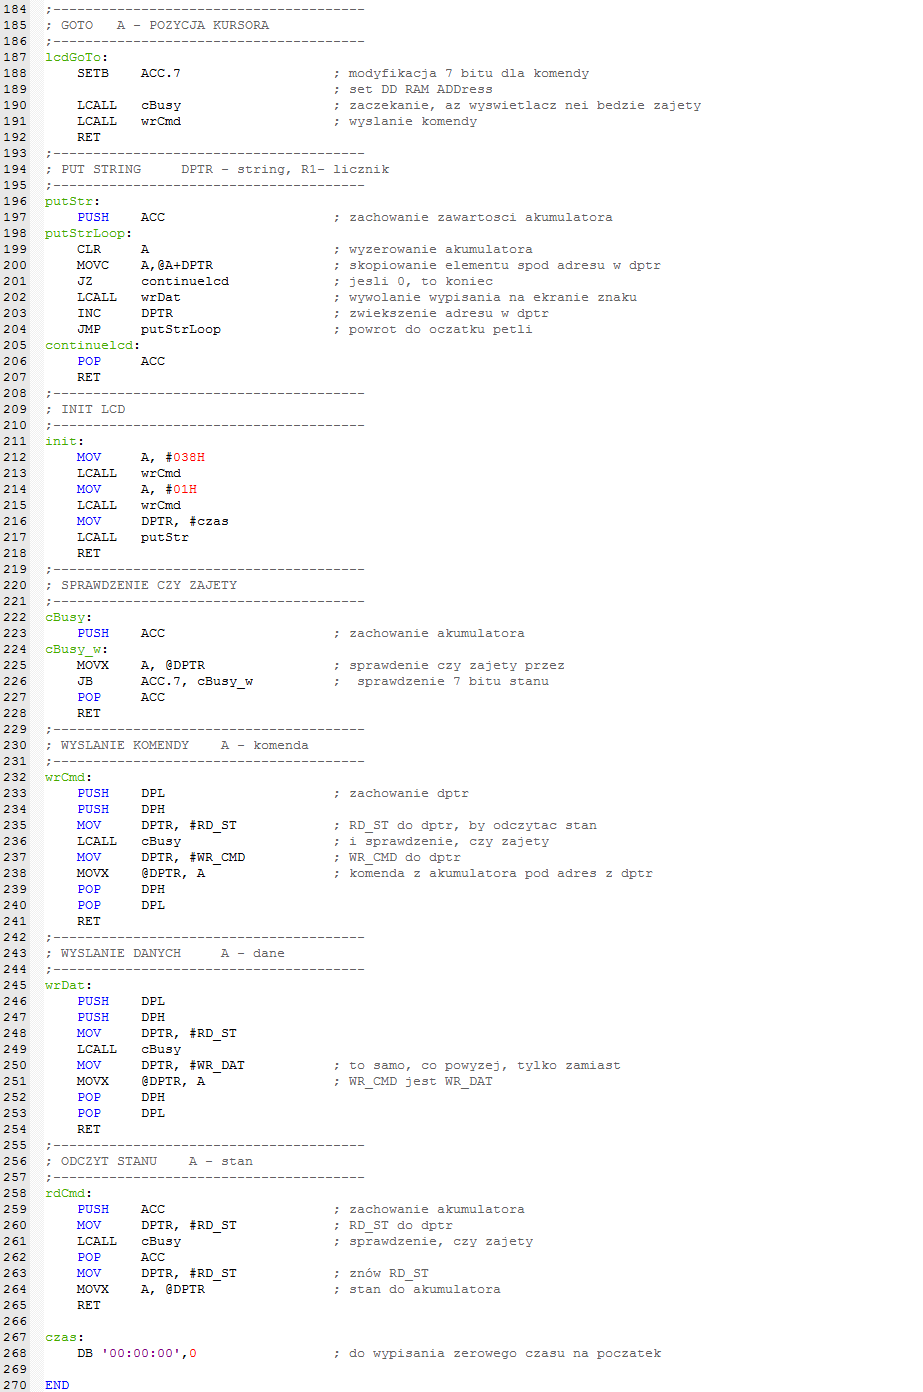 184 ;---------------------------------------
185 ; GOTO   A - POZYCJA KURSORA
186 ;---------------------------------------
187 lcdGoTo:
188     SETB    ACC.7                   ; modyfikacja 7 bitu dla komendy
189                                     ; set DD RAM ADDress
190     LCALL   cBusy                   ; zaczekanie, az wyswietlacz nei bedzie zajety
191     LCALL   wrCmd                   ; wyslanie komendy
192     RET
193 ;---------------------------------------
194 ; PUT STRING     DPTR - string, R1- licznik
195 ;---------------------------------------
196 putStr:
197     PUSH    ACC                     ; zachowanie zawartosci akumulatora
198 putStrLoop:
199     CLR     A                       ; wyzerowanie akumulatora
200     MOVC    A,@A+DPTR               ; skopiowanie elementu spod adresu w dptr
201     JZ      continuelcd             ; jesli 0, to koniec
202     LCALL   wrDat                   ; wywolanie wypisania na ekranie znaku
203     INC     DPTR                    ; zwiekszenie adresu w dptr
204     JMP     putStrLoop              ; powrot do oczatku petli
205 continuelcd:
206     POP     ACC
207     RET
208 ;---------------------------------------
209 ; INIT LCD
210 ;---------------------------------------
211 init:
212     MOV     A, #038H
213     LCALL   wrCmd
214     MOV     A, #01H
215     LCALL   wrCmd
216     MOV     DPTR, #czas
217     LCALL   putStr
218     RET
219 ;---------------------------------------
220 ; SPRAWDZENIE CZY ZAJETY
221 ;---------------------------------------
222 cBusy:
223     PUSH    ACC                     ; zachowanie akumulatora
224 cBusy_w:
225     MOVX    A, @DPTR                ; sprawdenie czy zajety przez
226     JB      ACC.7, cBusy_w          ;  sprawdzenie 7 bitu stanu
227     POP     ACC
228     RET
229 ;---------------------------------------
230 ; WYSLANIE KOMENDY    A - komenda
231 ;---------------------------------------
232 wrCmd:
233     PUSH    DPL                     ; zachowanie dptr
234     PUSH    DPH
235     MOV     DPTR, #RD_ST            ; RD_ST do dptr, by odczytac stan
236     LCALL   cBusy                   ; i sprawdzenie, czy zajety
237     MOV     DPTR, #WR_CMD           ; WR_CMD do dptr
238     MOVX    @DPTR, A                ; komenda z akumulatora pod adres z dptr
239     POP     DPH
240     POP     DPL
241     RET
242 ;---------------------------------------
243 ; WYSLANIE DANYCH     A - dane
244 ;---------------------------------------
245 wrDat:
246     PUSH    DPL
247     PUSH    DPH
248     MOV     DPTR, #RD_ST
249     LCALL   cBusy
250     MOV     DPTR, #WR_DAT           ; to samo, co powyzej, tylko zamiast
251     MOVX    @DPTR, A                ; WR_CMD jest WR_DAT
252     POP     DPH
253     POP     DPL
254     RET
255 ;---------------------------------------
256 ; ODCZYT STANU    A - stan
257 ;---------------------------------------
258 rdCmd:
259     PUSH    ACC                     ; zachowanie akumulatora
260     MOV     DPTR, #RD_ST            ; RD_ST do dptr
261     LCALL   cBusy                   ; sprawdzenie, czy zajety
262     POP     ACC
263     MOV     DPTR, #RD_ST            ; znów RD_ST
264     MOVX    A, @DPTR                ; stan do akumulatora
265     RET
266
267 czas:
268     DB '00:00:00',0                 ; do wypisania zerowego czasu na poczatek
269
270 END